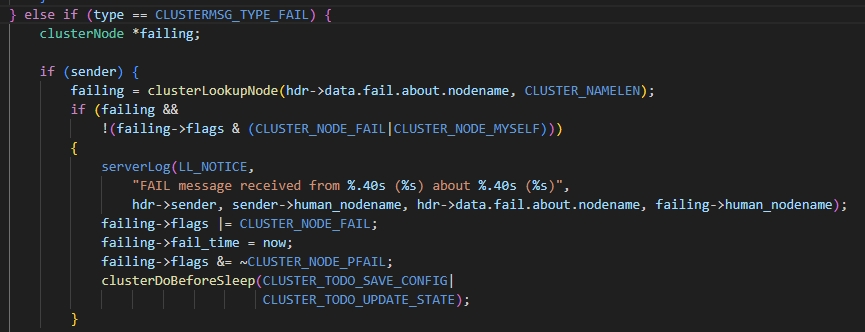 } else if (type == CLUSTERMSG_TYPE_FAIL) {
clusterNode *failing;
if (sender) {
failing = clusterLookupNode(hdr->data.fail.about.nodename, CLUSTER_NAMELEN);
if (failing &&
!(failing->flags & (CLUSTER_NODE_FAIL|CLUSTER_NODE_MYSELF)))
{
serverLog(LL_NOTICE,
"FAIL message received from %.40s (%s) about %.40s (%s)",
hdr->sender, sender->human_nodename, hdr->data.fail.about.nodename, failing->human_nodename);
failing->flags |= CLUSTER_NODE_FAIL;
failing->fail_time = now;
failing->flags &= ~CLUSTER_NODE_PFAIL;
clusterDoBeforeSleep(CLUSTER_TODO_SAVE_CONFIG|
CLUSTER_TODO_UPDATE_STATE);
}